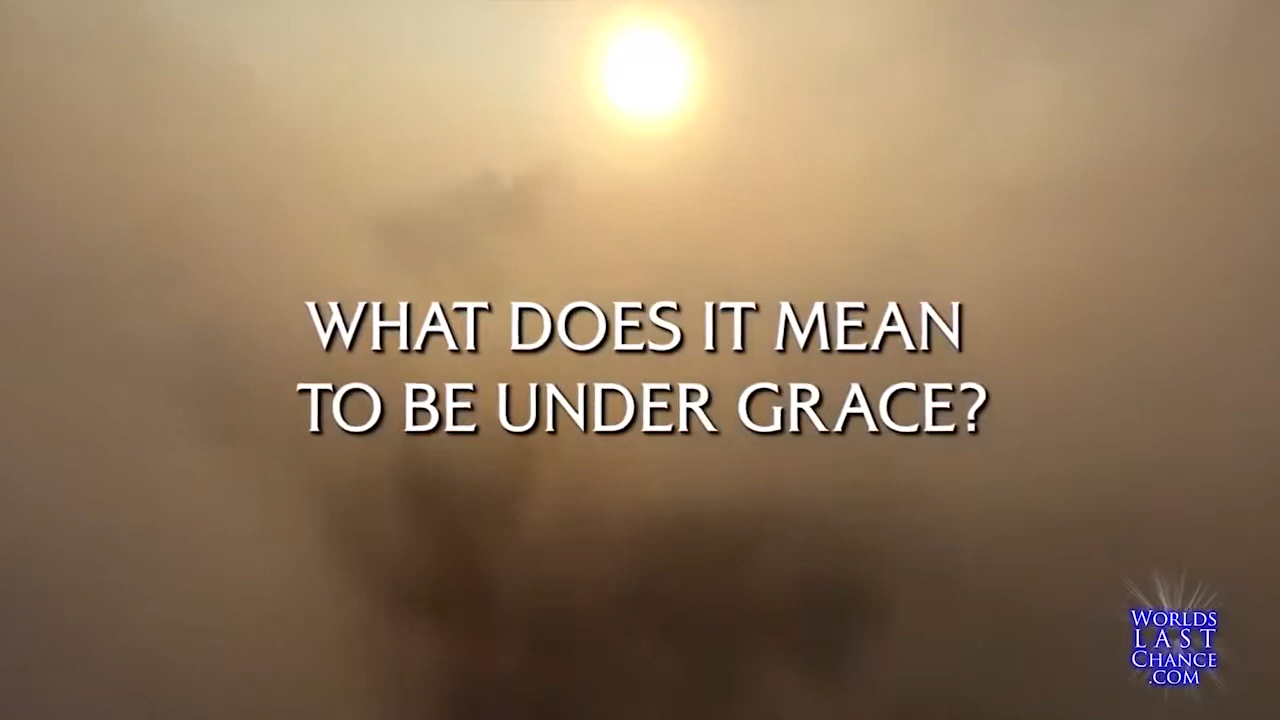 WHAT DOES IT MEAN
TO BE UNDER GRACE?
WORLDS
LAST
CHANCE
.COM